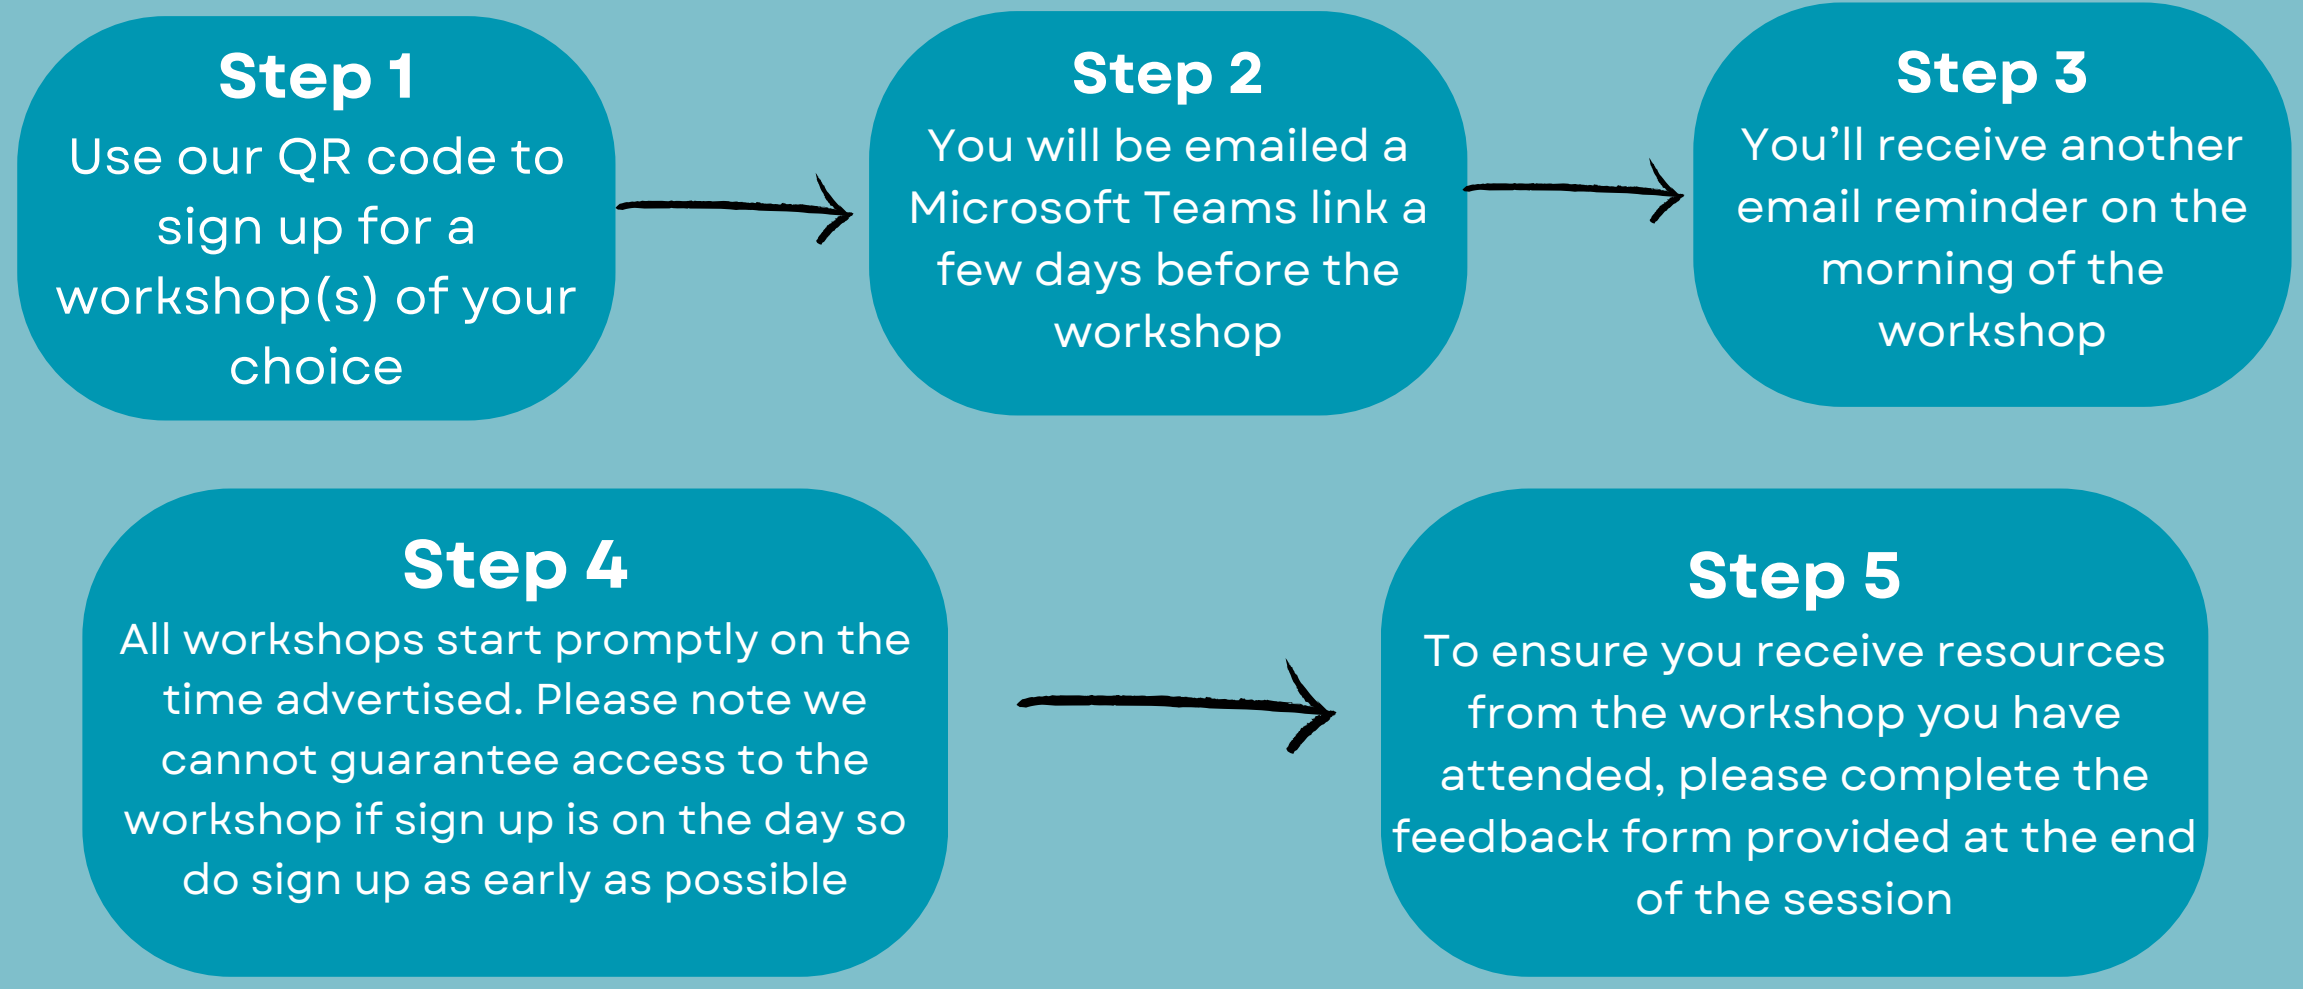 Step 1
Use our QR code to
sign up for a
workshop(s) of your
choice
Step 2
You will be emailed a
Microsoft Teams link a
few days before the
workshop
Step 3
You’ll receive another
email reminder on the
morning of the
workshop
Step 4
All workshops start promptly on the
time advertised. Please note we
cannot guarantee access to the
workshop if sign up is on the day so
do sign up as early as possible
Step 5
To ensure you receive resources
from the workshop you have
attended, please complete the
feedback form provided at the end
of the session